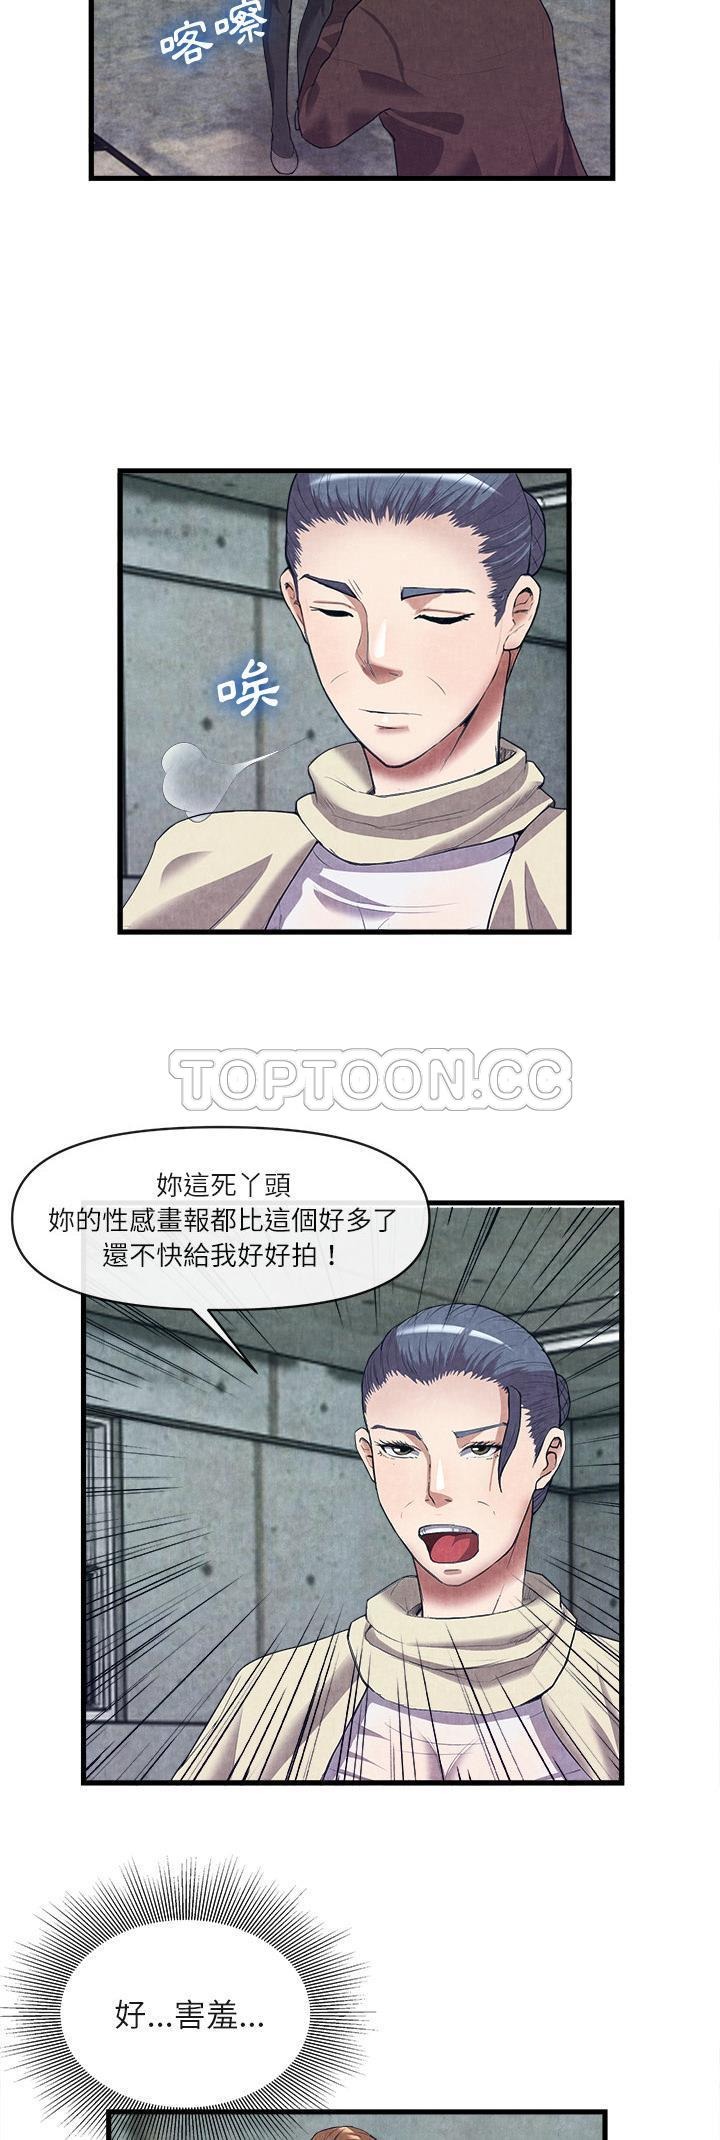 喀嚓
唉
TOPTOON.CC
妳這死丫頭
妳的性感畫報都比這個好多了
還不快給我好好拍！
好...害羞...